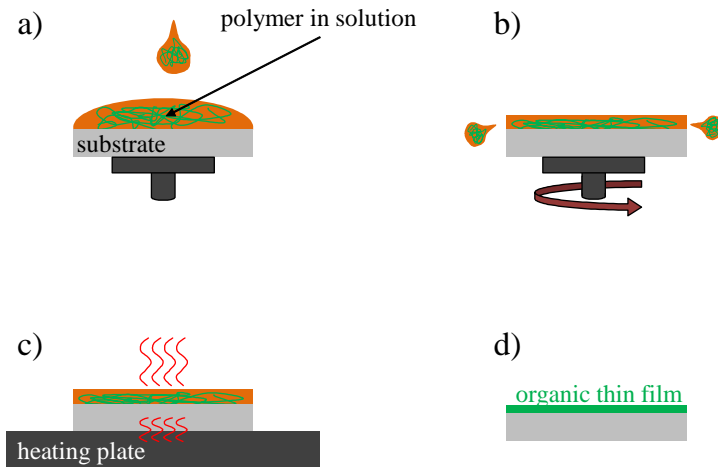 a)
polymer in solution
b)
substrate
c)
d)
organic thin film
heating plate